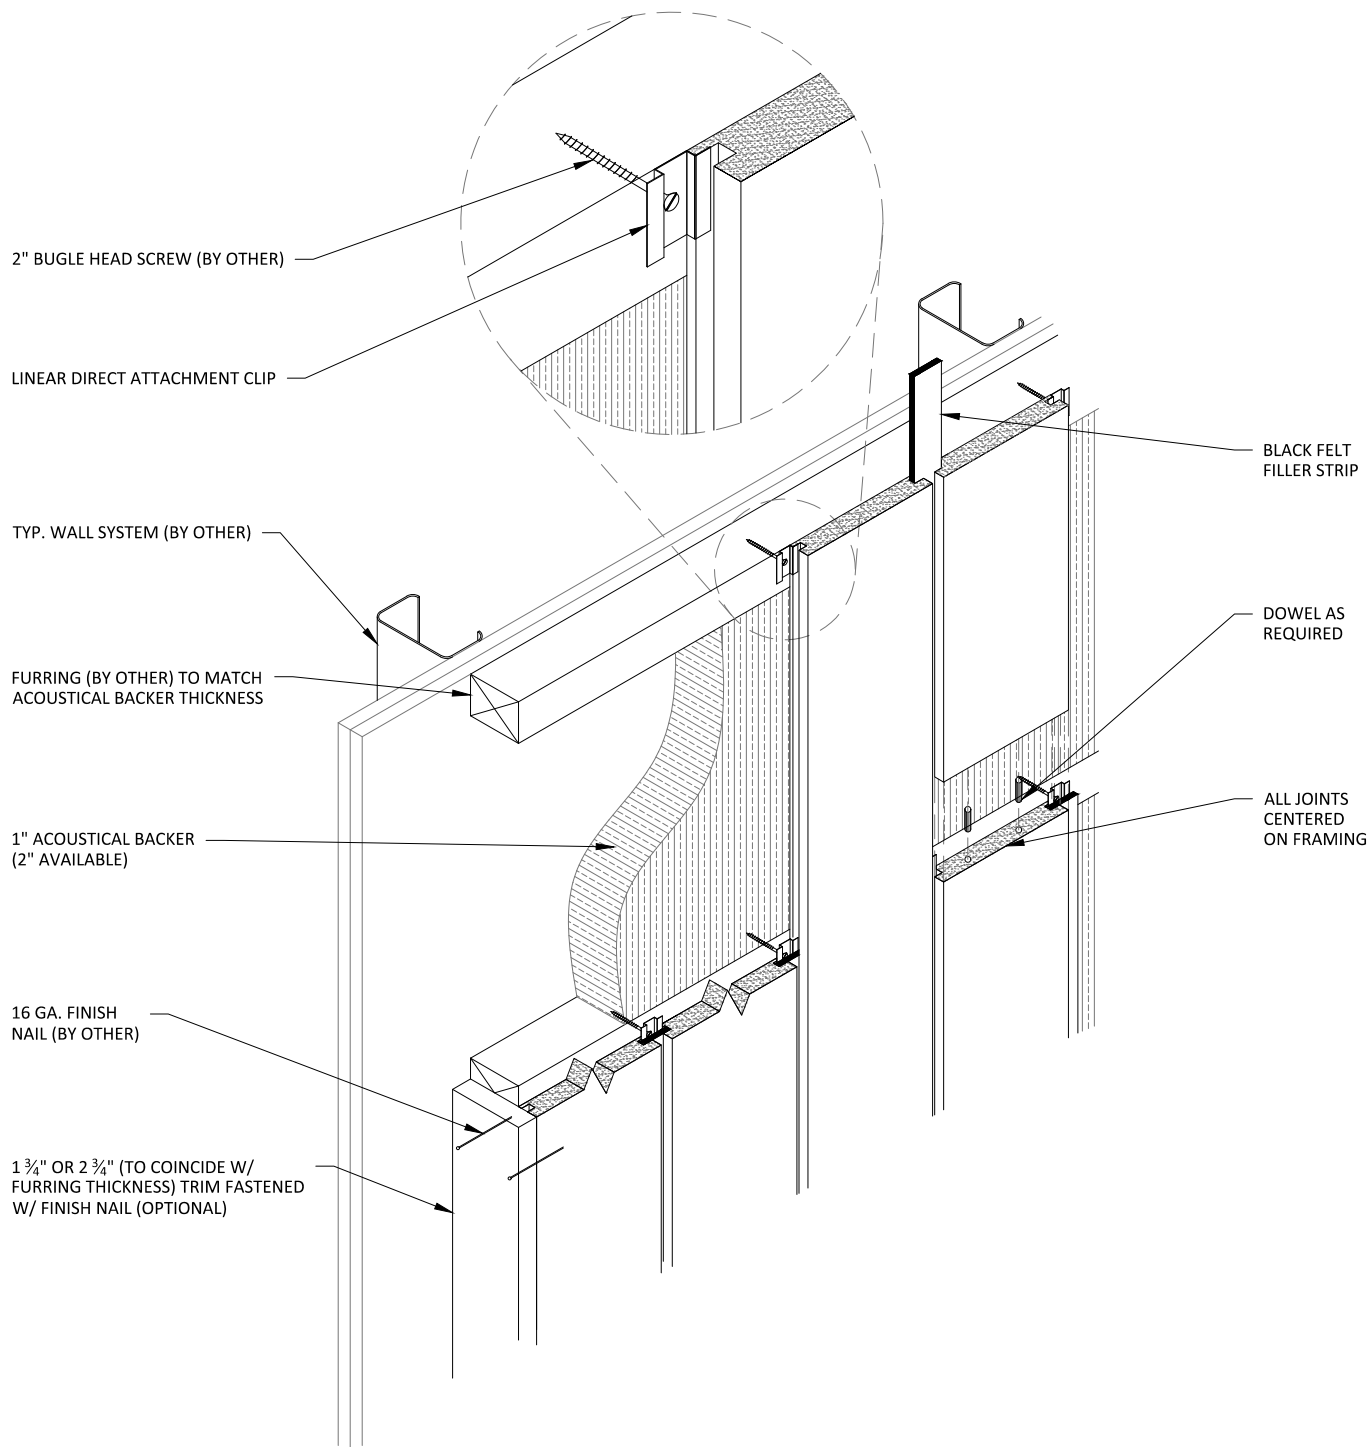 2" BUGLE HEAD SCREW (BY OTHER)
LINEAR DIRECT ATTACHMENT CLIP
BLACK FELT
FILLER STRIP
TYP. WALL SYSTEM (BY OTHER)
DOWEL AS
REQUIRED
FURRING (BY OTHER) TO MATCH
ACOUSTICAL BACKER THICKNESS
ALL JOINTS
CENTERED
ON FRAMING
1" ACOUSTICAL BACKER
(2" AVAILABLE)
16 GA. FINISH
NAIL (BY OTHER)
1 ¾" OR 2 ¾" (TO COINCIDE W/
FURRING THICKNESS) TRIM FASTENED
W/ FINISH NAIL (OPTIONAL)